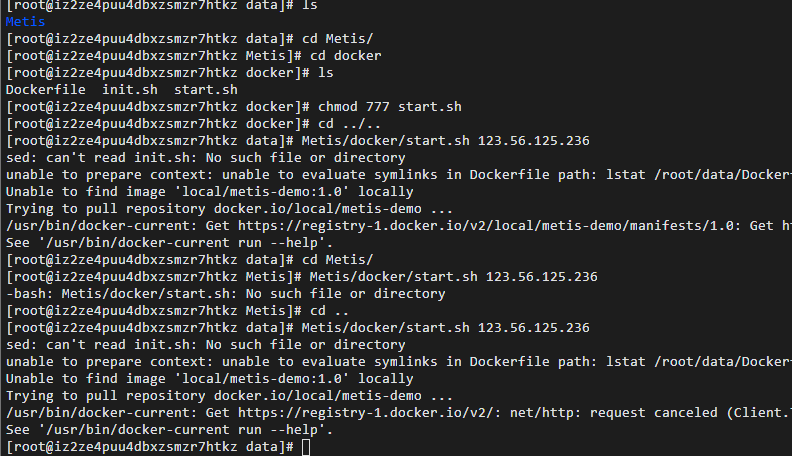 [root@iz2ze4puu4dbxzsmzr7htkz data]# ls
Metis
[root@iz2ze4puu4dbxzsmzr7htkz data]# cd Metis/
[root@iz2ze4puu4dbxzsmzr7htkz Metis]# cd docker
[root@iz2ze4puu4dbxzsmzr7htkz docker]# ls
Dockerfile  init.sh  start.sh
[root@iz2ze4puu4dbxzsmzr7htkz docker]# chmod 777 start.sh
[root@iz2ze4puu4dbxzsmzr7htkz docker]# cd ../..
[root@iz2ze4puu4dbxzsmzr7htkz data]# Metis/docker/start.sh 123.56.125.236
sed: can't read init.sh: No such file or directory
unable to prepare context: unable to evaluate symlinks in Dockerfile path: lstat /root/data/Docker
Unable to find image 'local/metis-demo:1.0' locally
Trying to pull repository docker.io/local/metis-demo ...
/usr/bin/docker-current: Get https://registry-1.docker.io/v2/local/metis-demo/manifests/1.0: Get h
See '/usr/bin/docker-current run --help'.
[root@iz2ze4puu4dbxzsmzr7htkz data]# cd Metis/
[root@iz2ze4puu4dbxzsmzr7htkz Metis]# Metis/docker/start.sh 123.56.125.236
-bash: Metis/docker/start.sh: No such file or directory
[root@iz2ze4puu4dbxzsmzr7htkz Metis]# cd ..
[root@iz2ze4puu4dbxzsmzr7htkz data]# Metis/docker/start.sh 123.56.125.236
sed: can't read init.sh: No such file or directory
unable to prepare context: unable to evaluate symlinks in Dockerfile path: lstat /root/data/Docker
Unable to find image 'local/metis-demo:1.0' locally
Trying to pull repository docker.io/local/metis-demo ...
/usr/bin/docker-current: Get https://registry-1.docker.io/v2/: net/http: request canceled (Client.
See '/usr/bin/docker-current run --help'.
[root@iz2ze4puu4dbxzsmzr7htkz data]#